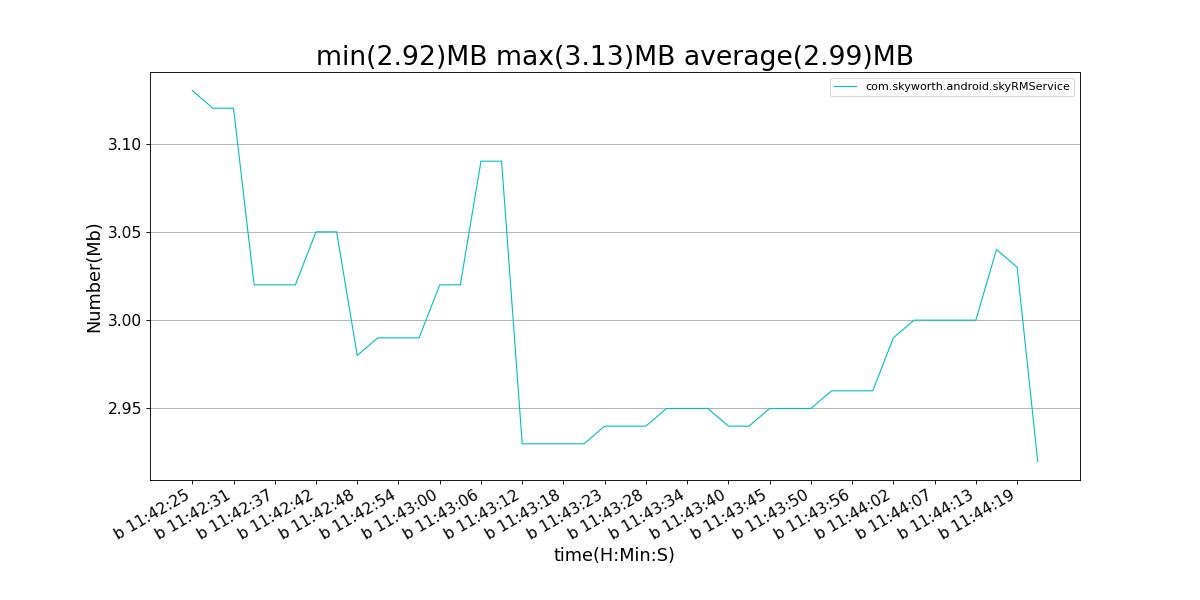 min(2.92)MB max(3.13)MB average(2.99)MB
com.skyworth.android.skyRMService
3.10
3.05
3.00
2.95
Number(Mb)
b 11:42:25
b 11:42:31
b 11:42:37
b 11:42:42
b 11:42:48
b 11:42:54
b 11:43:00
b 11:43:06
b 11:43:12
b 11:43:18
b 11:43:23
b 11:43:28
b 11:43:34
b 11:43:40
b 11:43:45
b 11:43:50
b 11:43:56
b 11:44:02
b 11:44:07
b 11:44:13
b 11:44:19
time(H:Min:S)